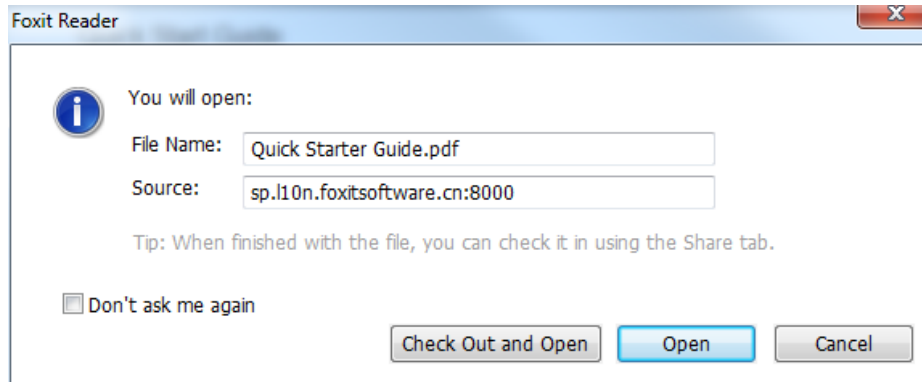 Foxit Reader
You will open:
File Name: Quick Starter Guide.pdf
Source: sp.l10n.foxitsoftware.cn:8000
Tip: When finished with the file, you can check it in using the Share tab.
Don't ask me again
Check Out and Open Open Cancel